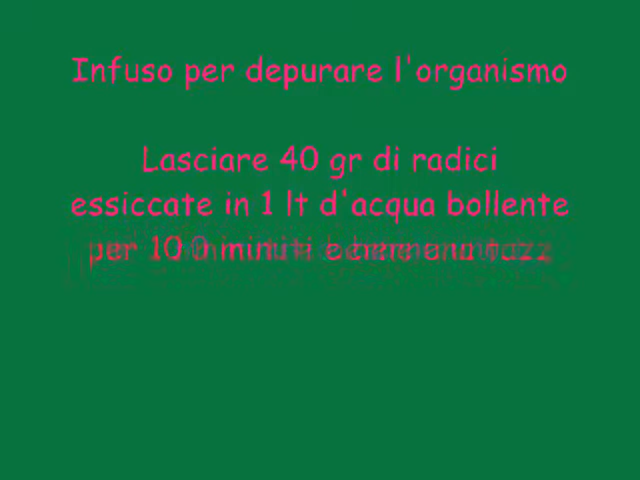 Infuso per depurare l'organismo
Lasciare 40 gr di radici
essiccate in 1 lt d'acqua bollente
per 10